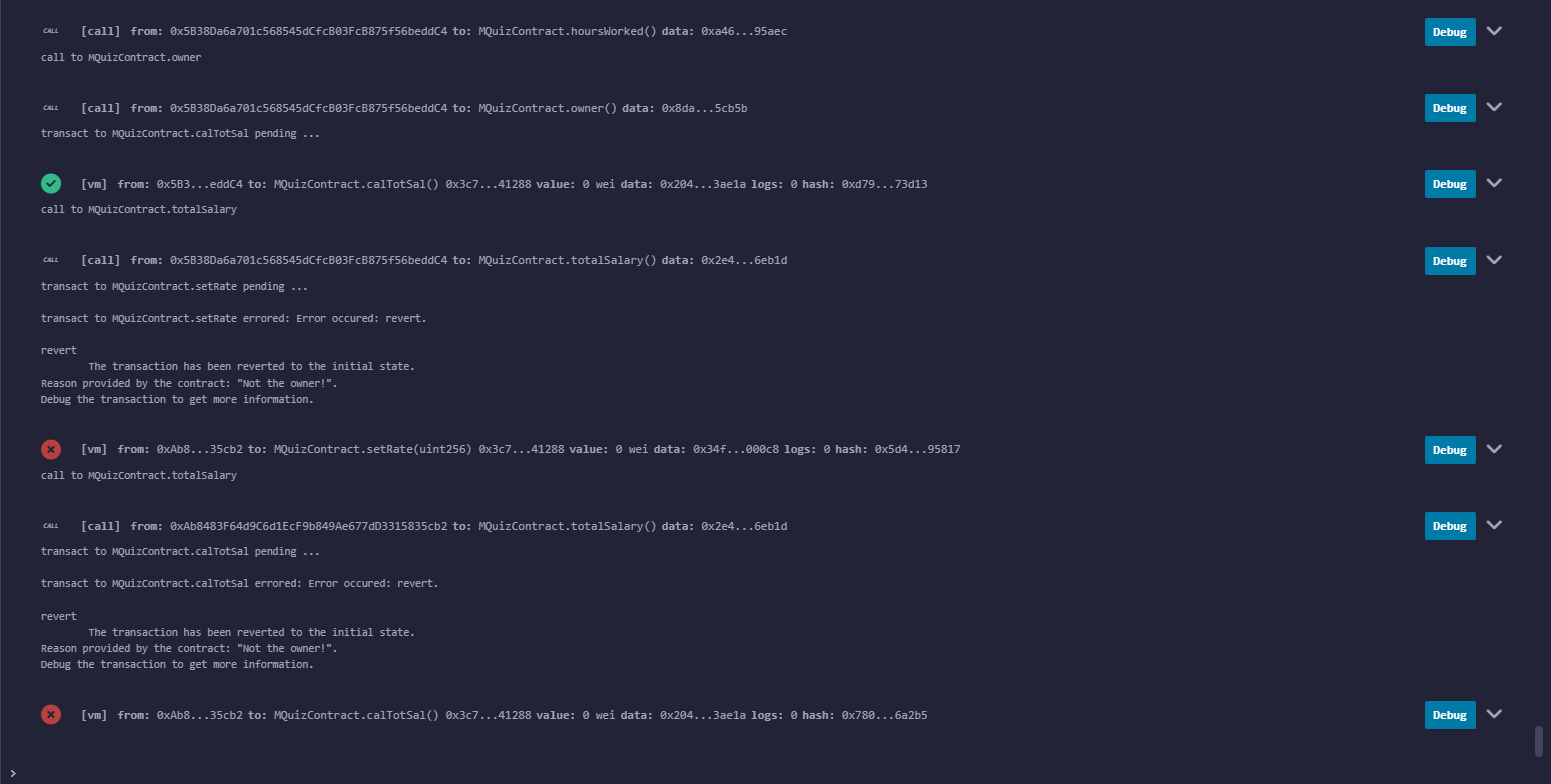 CALL [call] from: 0x5B38Da6a701c568545dCfcB03FcB875f56beddC4 to: MQuizContract.hoursWorked() data: 0xa46...95aec Debug
call to MQuizContract.owner
CALL [call] from: 0x5B38Da6a701c568545dCfcB03FcB875f56beddC4 to: MQuizContract.owner() data: 0x8da...5cb5b Debug
transact to MQuizContract.calTotSal pending ...
[vm] from: 0x5B3...eddC4 to: MQuizContract.calTotSal() 0x3c7...41288 value: 0 wei data: 0x204...3ae1a logs: 0 hash: 0xd79...73d13 Debug
call to MQuizContract.totalSalary
CALL [call] from: 0x5B38Da6a701c568545dCfcB03FcB875f56beddC4 to: MQuizContract.totalSalary() data: 0x2e4...6eb1d Debug
transact to MQuizContract.setRate pending ...
transact to MQuizContract.setRate errored: Error occured: revert.
revert
The transaction has been reverted to the initial state.
Reason provided by the contract: "Not the owner!".
Debug the transaction to get more information.
[vm] from: 0xAb8...35cb2 to: MQuizContract.setRate(uint256) 0x3c7...41288 value: 0 wei data: 0x34f...000c8 logs: 0 hash: 0x5d4...95817 Debug
call to MQuizContract.totalSalary
CALL [call] from: 0xAb8483F64d9C6d1EcF9b849Ae677dD3315835cb2 to: MQuizContract.totalSalary() data: 0x2e4...6eb1d Debug
transact to MQuizContract.calTotSal pending ...
transact to MQuizContract.calTotSal errored: Error occured: revert.
revert
The transaction has been reverted to the initial state.
Reason provided by the contract: "Not the owner!".
Debug the transaction to get more information.
[vm] from: 0xAb8...35cb2 to: MQuizContract.calTotSal() 0x3c7...41288 value: 0 wei data: 0x204...3ae1a logs: 0 hash: 0x780...6a2b5 Debug
>